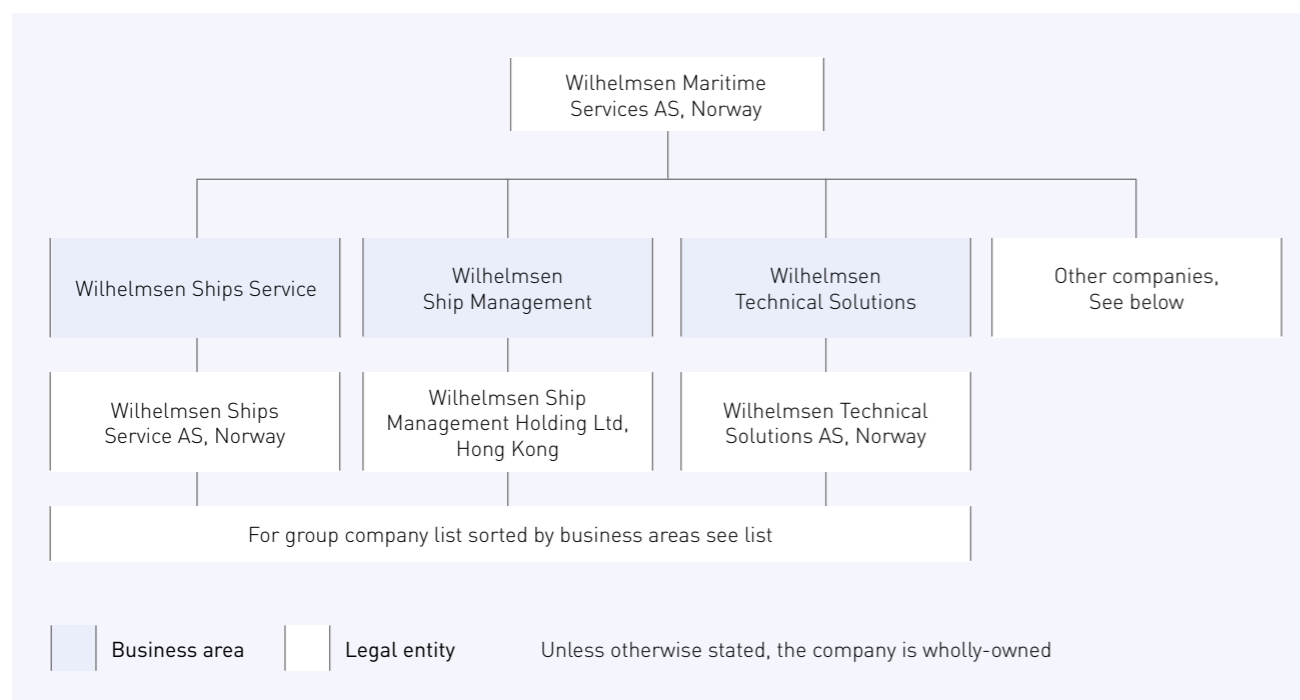 Wilhelmsen Maritime
Services AS, Norway
Wilhelmsen Ships Service
Wilhelmsen
Ship Management
Wilhelmsen
Technical Solutions
Other companies,
See below
Wilhelmsen Ships
Service AS, Norway
Wilhelmsen Ship
Management Holding Ltd,
Hong Kong
Wilhelmsen Technical
Solutions AS, Norway
For group company list sorted by business areas see list
Business area
Legal entity
Unless otherwise stated, the company is wholly-owned